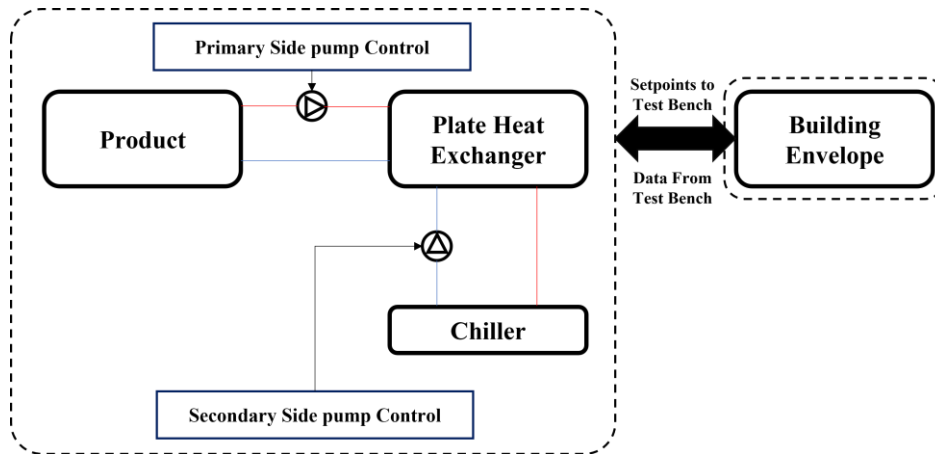 Primary Side pump Control
Product
Plate Heat
Exchanger
Setpoints to
Test Bench
Building
Envelope
Data From
Test Bench
Chiller
Secondary Side pump Control